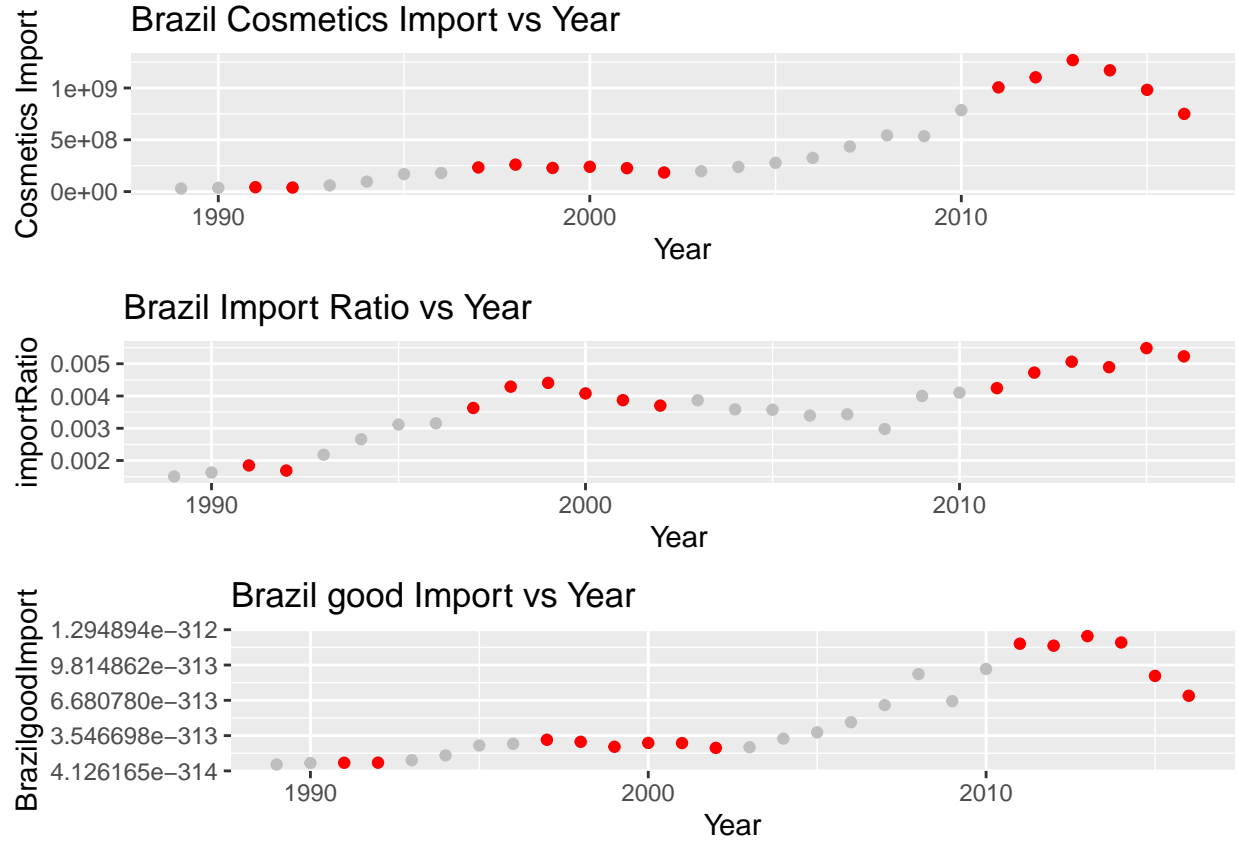 Brazil Cosmetics Import vs Year
Cosmetics Import
1e+09
5e+08
0e+00
1990
2000
2010
Year
Brazil Import Ratio vs Year
importRatio
0.005
0.004
0.003
0.002
1990
2000
2010
Year
Brazil good Import vs Year
BrazilgoodImport
1.294894e−312
9.814862e−313
6.680780e−313
3.546698e−313
4.126165e−314
1990
2000
2010
Year